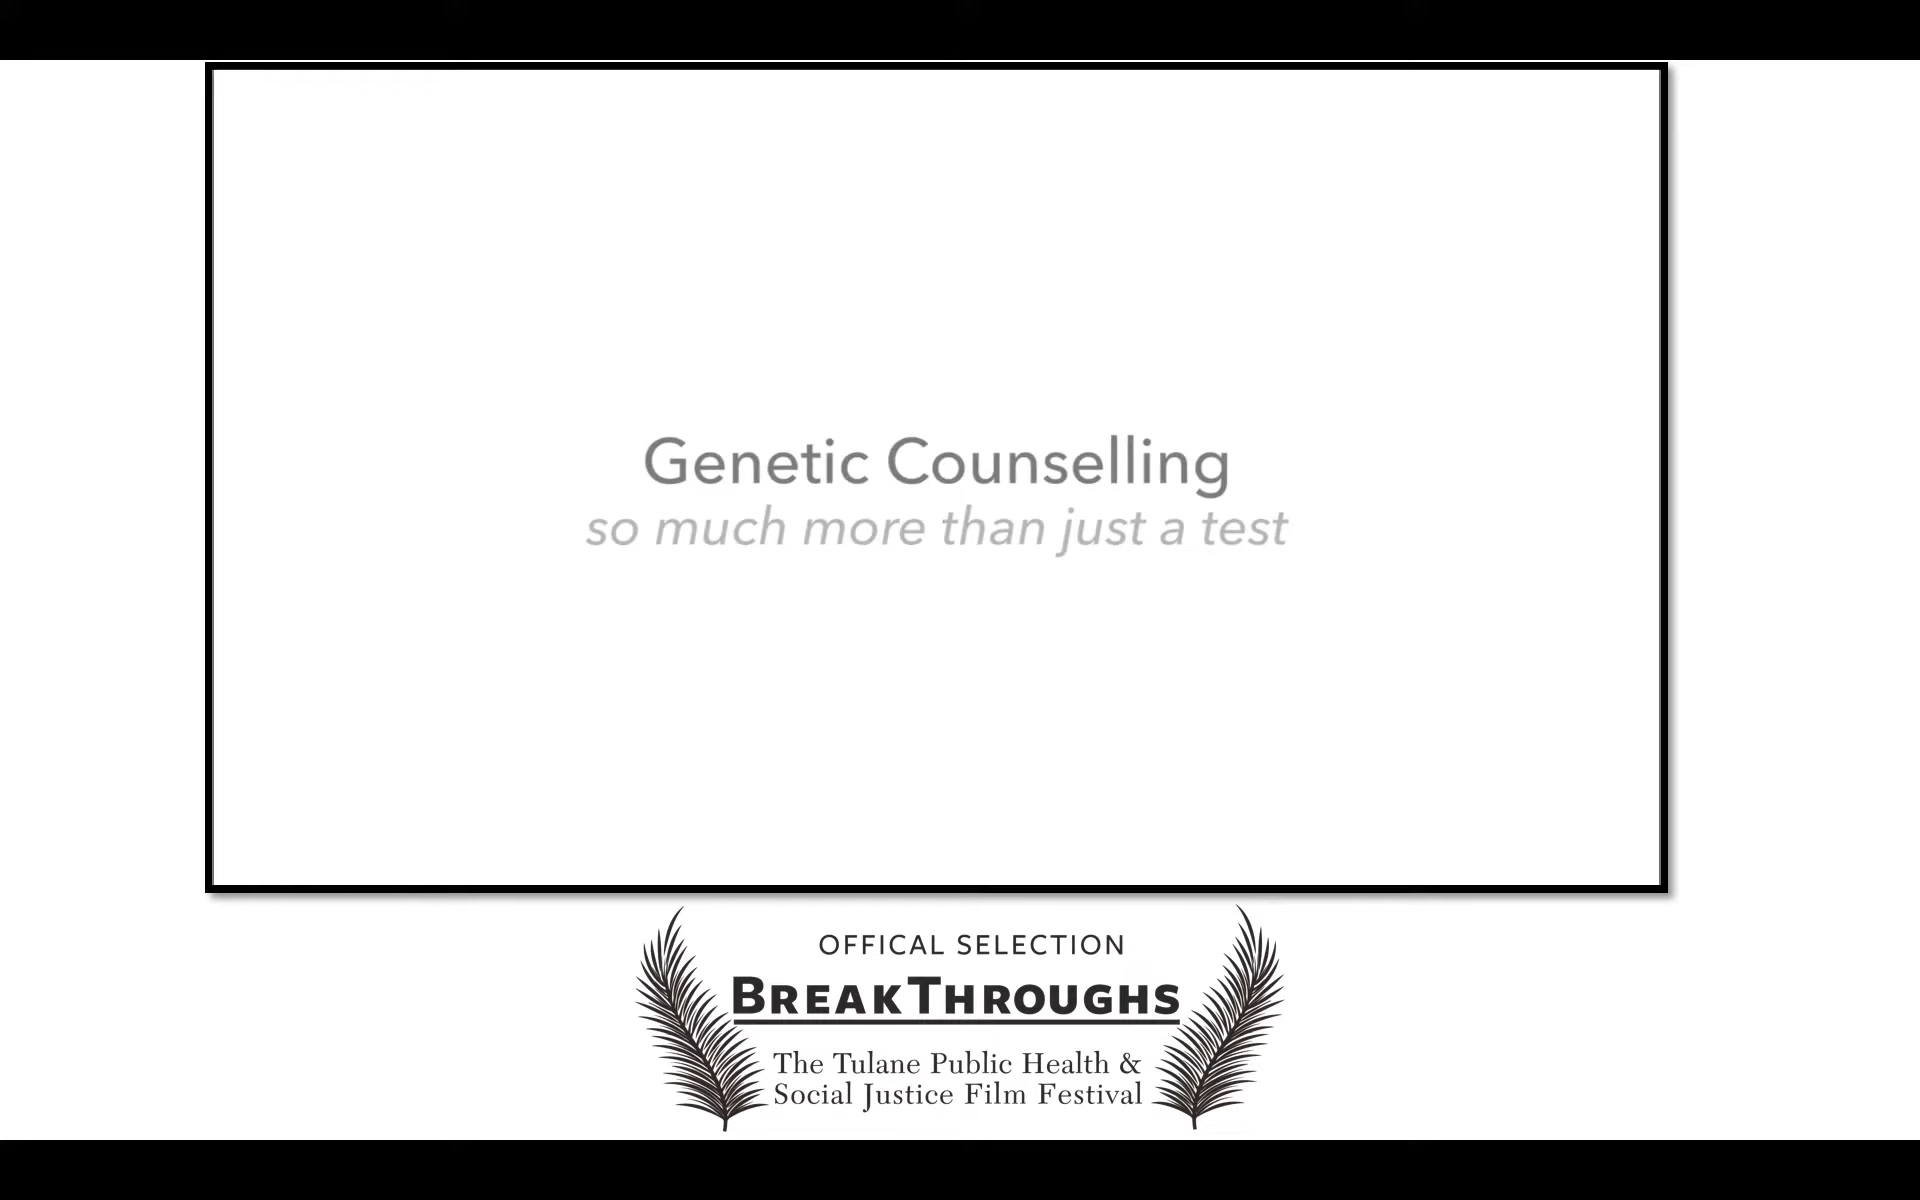 Genetic Counselling
so much more than just a test
OFFICAL SELECTION
BREAKTHROUGHS
The Tulane Public Health &
Social Justice Film Festival